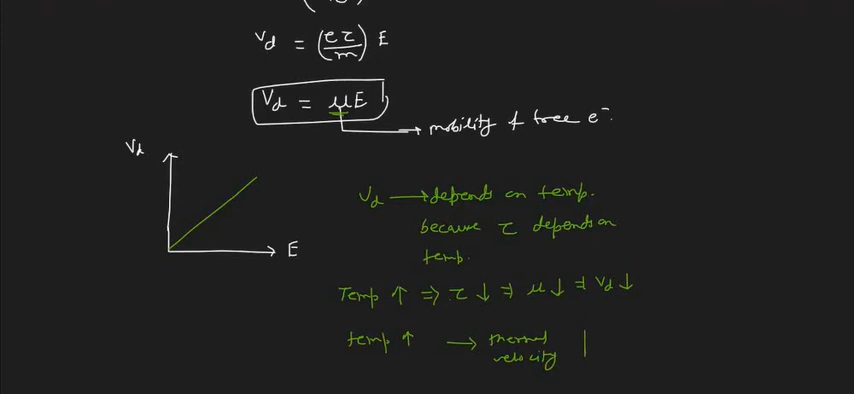 Vd = (eτ/m) E
Vd = μE
→ mobility of free e⁻.
Vd
E
Vd → depends on temp.
because τ depends on
temp.
Temp ↑ ⇒ τ ↓ ⇒ μ ↓ ⇒ Vd ↓
temp ↑ → thermal
velocity